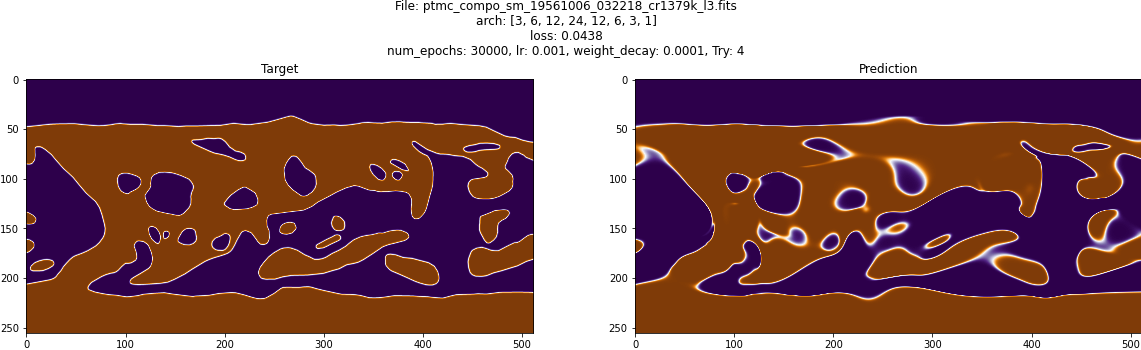 File: ptmc_compo_sm_19561006_032218_cr1379k_l3.fits
arch: [3, 6, 12, 24, 12, 6, 3, 1]
loss: 0.0438
num_epochs: 30000, lr: 0.001, weight_decay: 0.0001, Try: 4
Target
0
50
100
150
200
250
0 100 200 300 400 500
Prediction
0
50
100
150
200
250
0 100 200 300 400 500